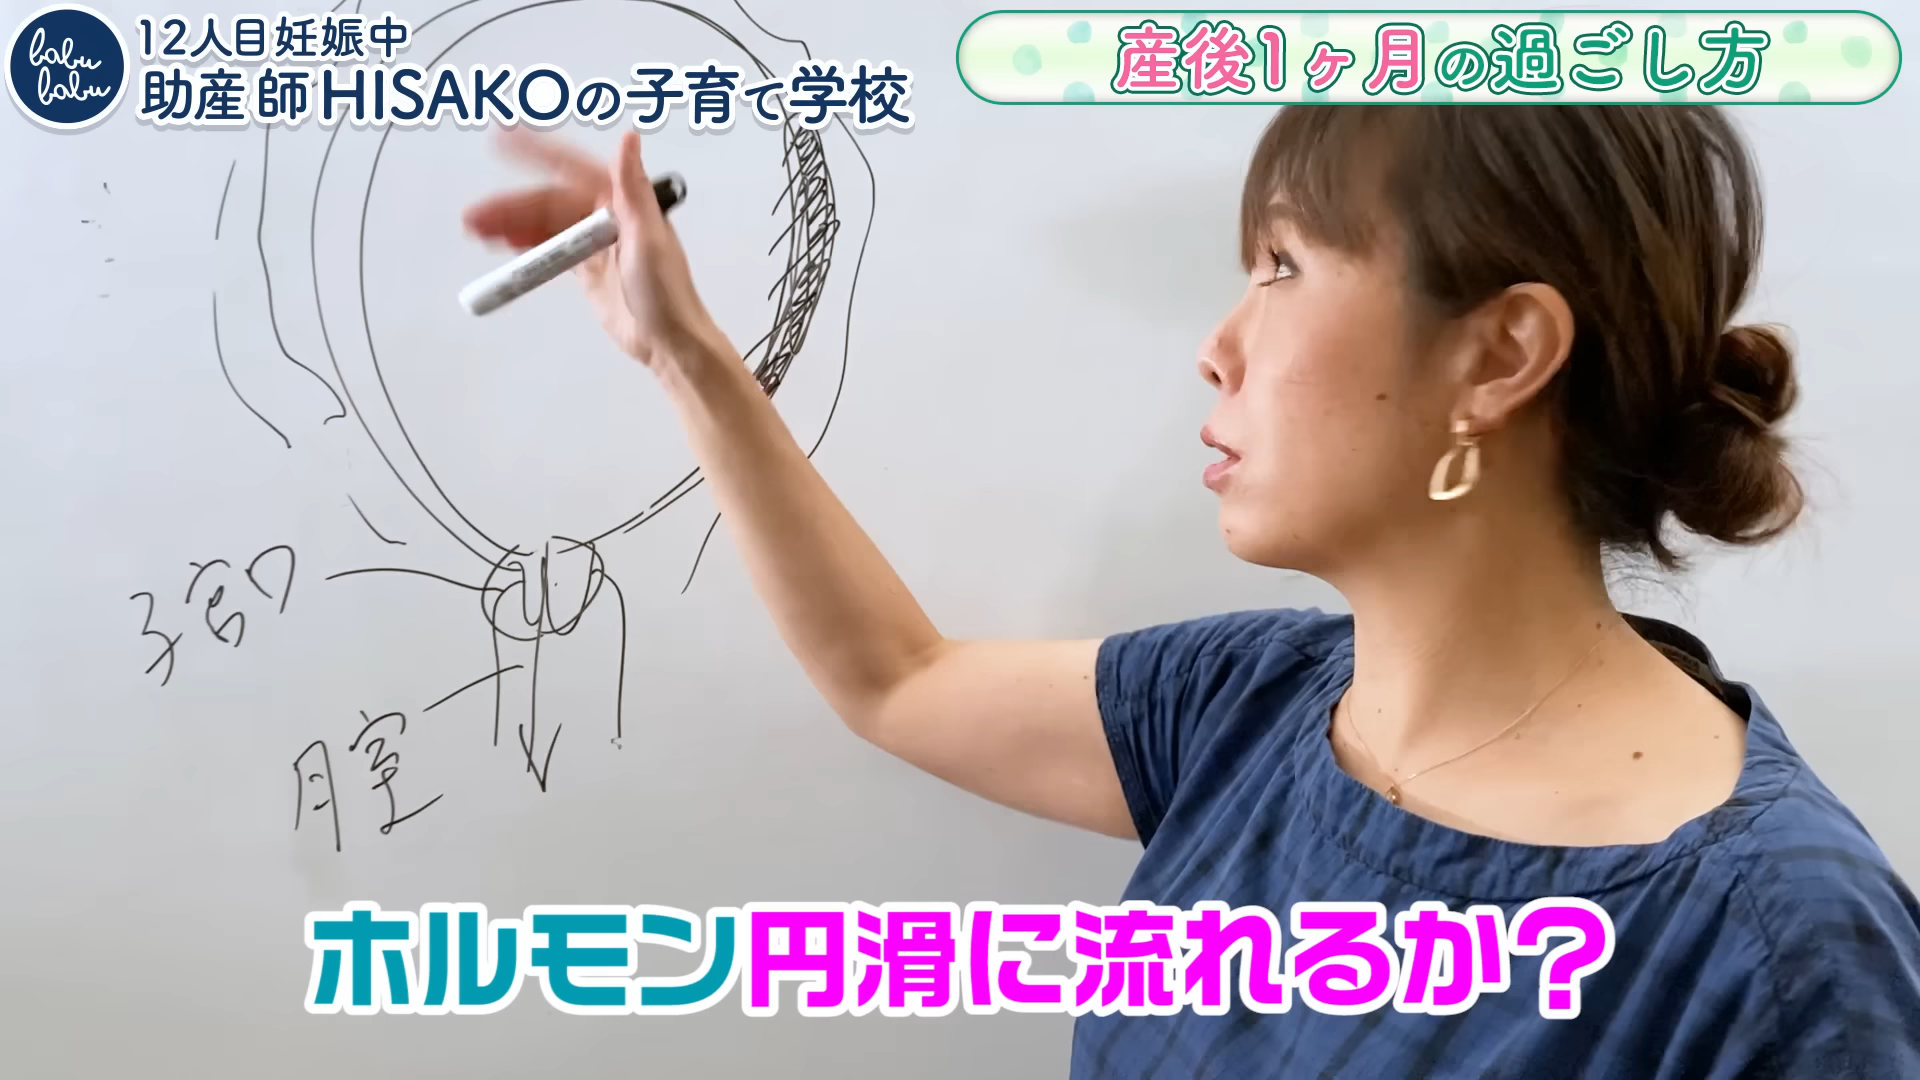 babu
babu
12人目妊娠中
助産師HISAKOの子育て学校
産後1ヶ月の過ごし方
子宮口
膣
ホルモン円滑に流れるか?